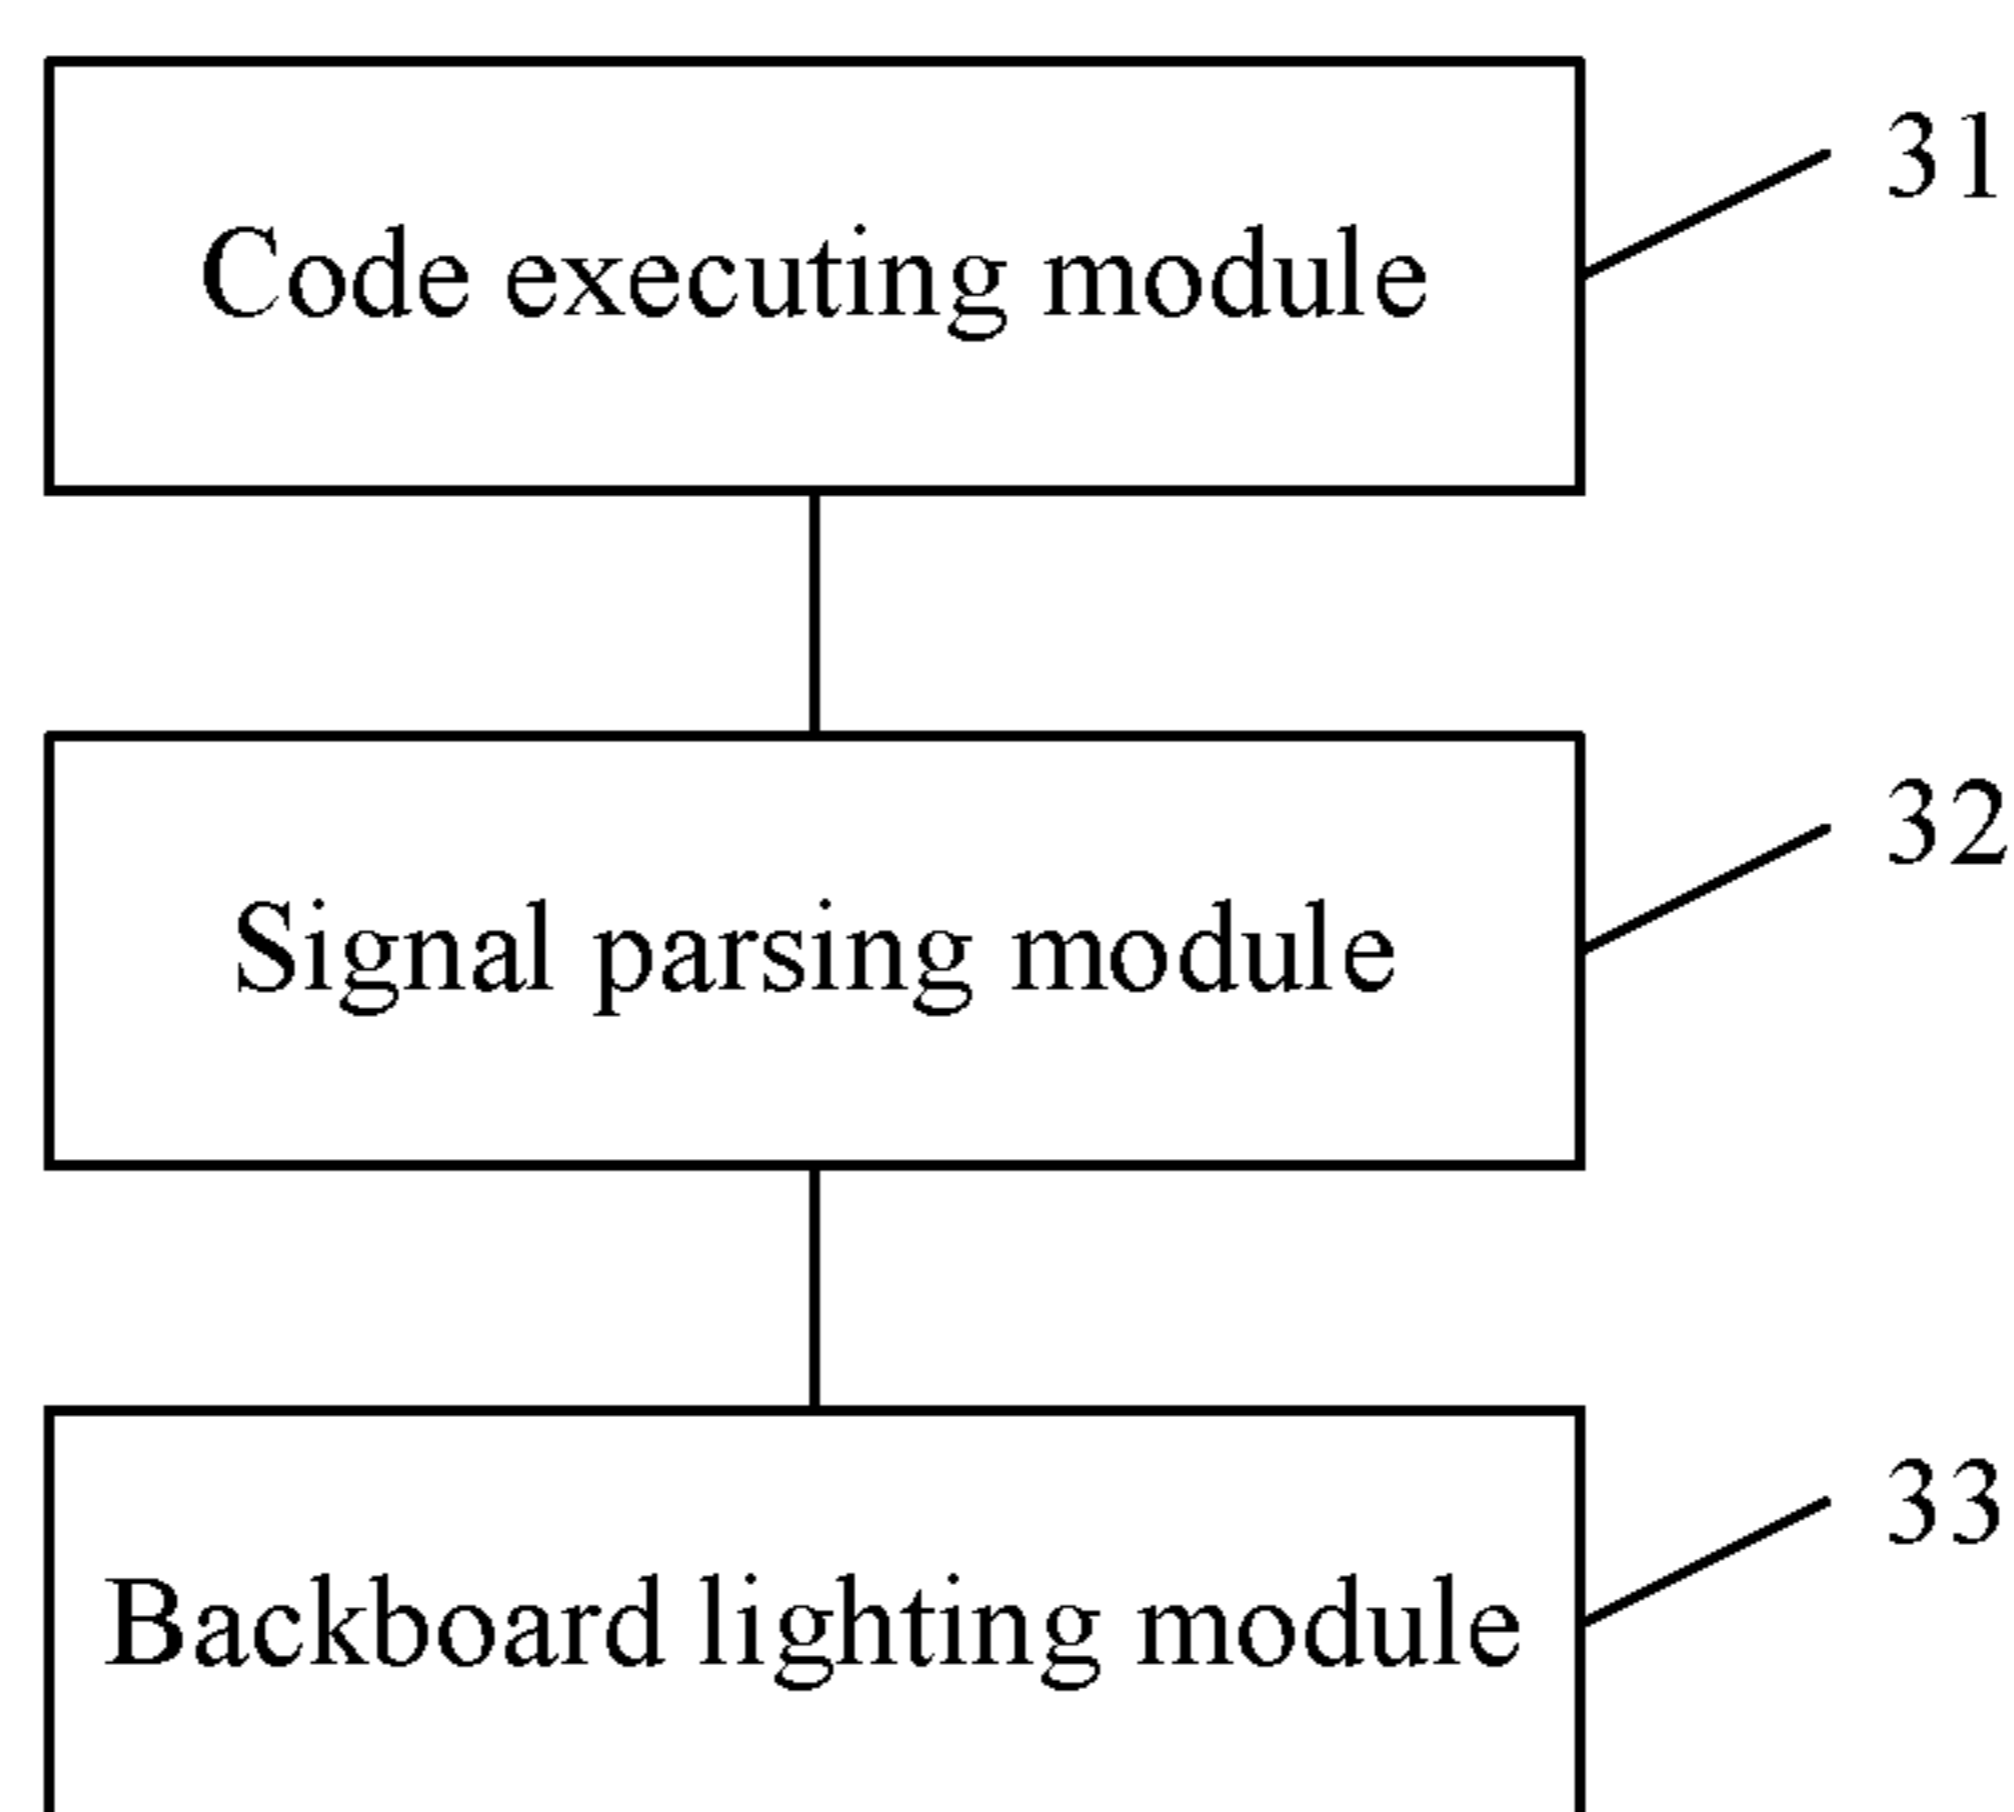 31
Code executing module
32
Signal parsing module
33
Backboard lighting module